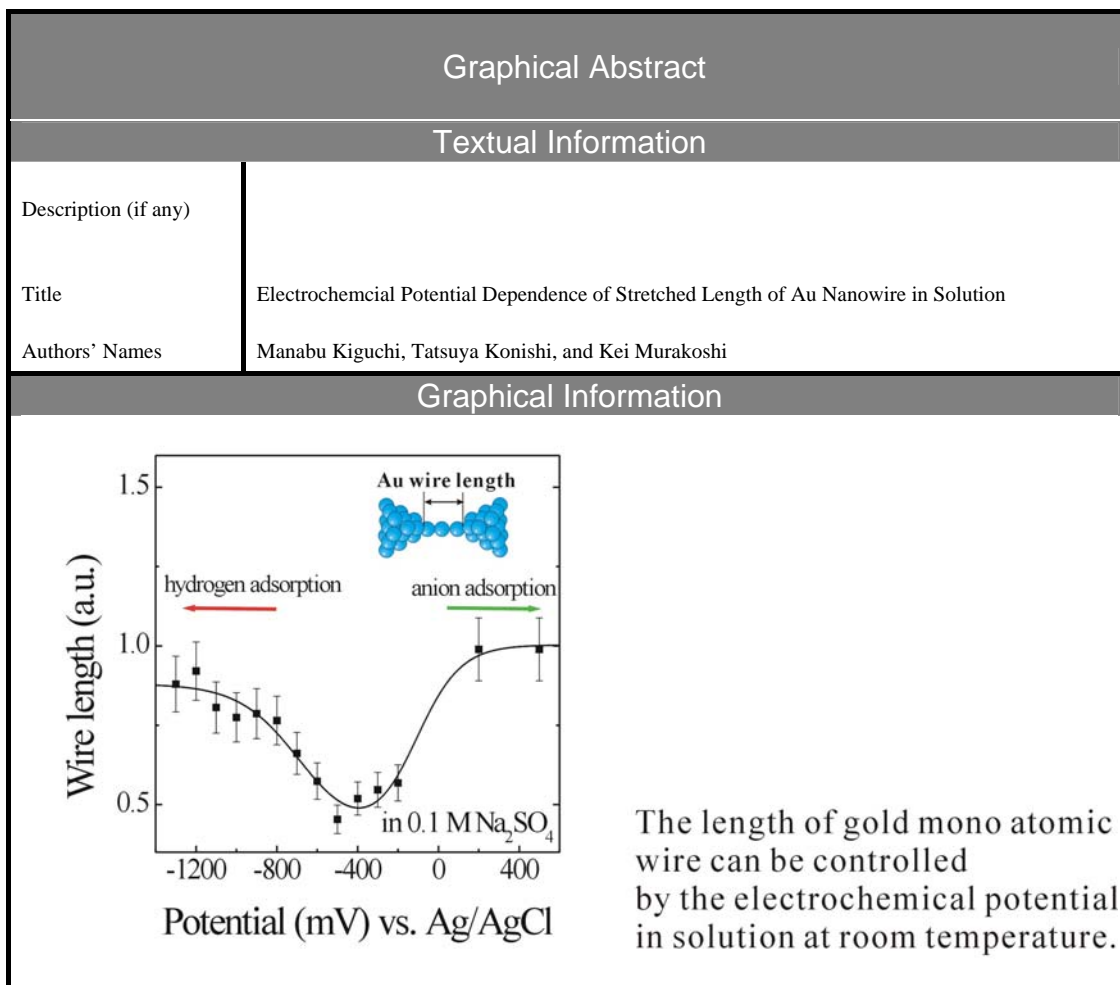 Graphical Abstract
Textual Information
Description (if any)
Title
Electrochemcial Potential Dependence of Stretched Length of Au Nanowire in Solution
Authors' Names
Manabu Kiguchi, Tatsuya Konishi, and Kei Murakoshi
Graphical Information
Au wire length
hydrogen adsorption
anion adsorption
1.5
1.0
0.5
Wire length (a.u.)
in 0.1 M Na₂SO₄
-1200 -800 -400 0 400
Potential (mV) vs. Ag/AgCl
The length of gold mono atomic
wire can be controlled
by the electrochemical potential
in solution at room temperature.